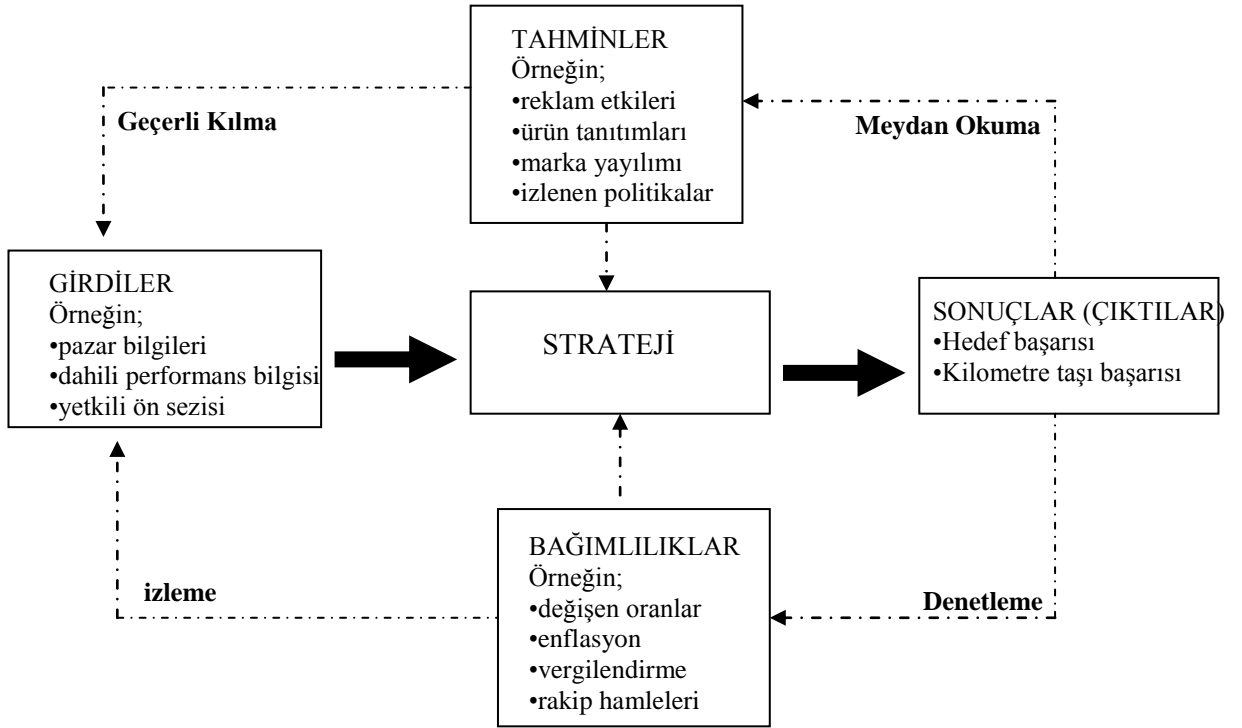 TAHMİNLER
Örneğin;
•reklam etkileri
•ürün tanıtımları
•marka yayılımı
•izlenen politikalar
Geçerli Kılma
Meydan Okuma
GİRDİLER
Örneğin;
•pazar bilgileri
•dahili performans bilgisi
•yetkili ön sezisi
STRATEJİ
SONUÇLAR (ÇIKTILAR)
•Hedef başarısı
•Kilometre taşı başarısı
BAĞIMLILIKLAR
Örneğin;
•değişen oranlar
•enflasyon
•vergilendirme
•rakip hamleleri
izleme
Denetleme